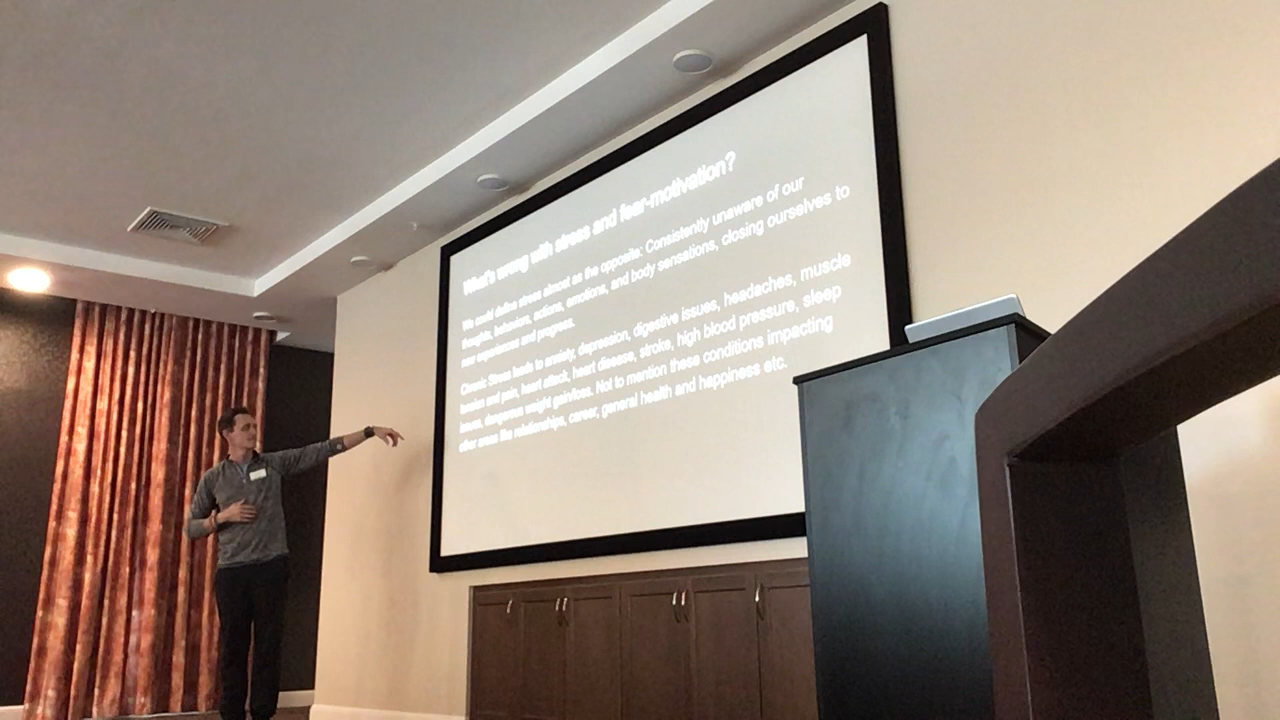 What's wrong with stress and fear-motivation?
We could define stress almost as the opposite: Consistently unaware of our
thoughts, behaviors, actions, emotions, and body sensations, closing ourselves to
new experiences and progress.
Chronic Stress leads to anxiety, depression, digestive issues, headaches, muscle
tension and pain, heart attack, heart disease, stroke, high blood pressure, sleep
issues, dangerous weight gain/loss. Not to mention these conditions impacting
other areas like relationships, career, general health and happiness etc.